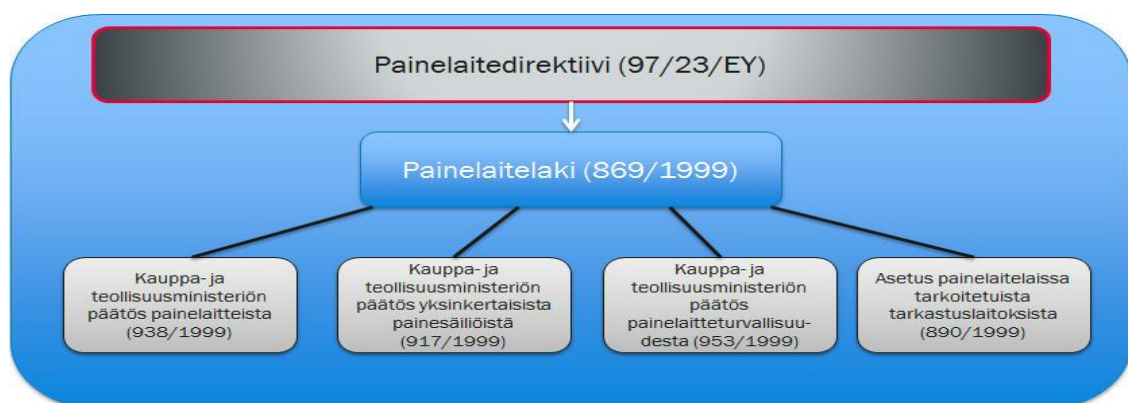 Painelaitedirektiivi (97/23/EY)
Painelaitelaki (869/1999)
Kauppa- ja
teollisuusministeriön
päätös painelaitteista
(938/1999)
Kauppa- ja
teollisuusministeriön
päätös yksinkertaisista
painesäiliöistä
(917/1999)
Kauppa- ja
teollisuusministeriön
päätös
painelaitteturvallisuu-
desta (953/1999)
Asetus painelaitelaissa
tarkoitetuista
tarkastuslaitoksista
(890/1999)